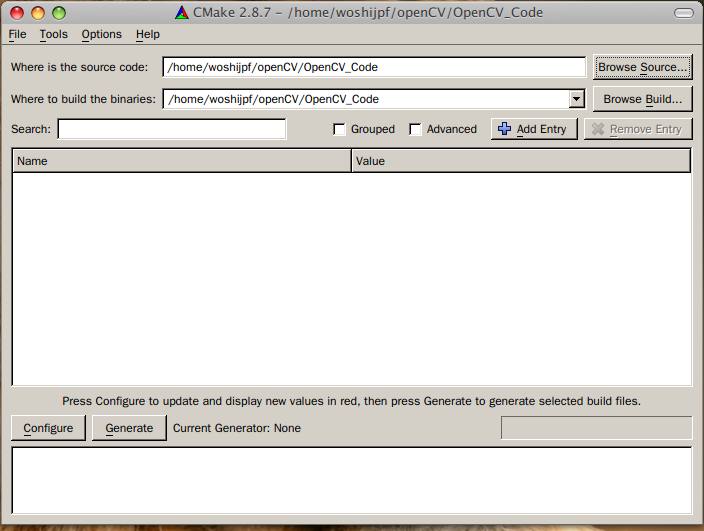 CMake 2.8.7 - /home/woshijpf/openCV/OpenCV_Code
File Tools Options Help
Where is the source code: /home/woshijpf/openCV/OpenCV_Code Browse Source...
Where to build the binaries: /home/woshijpf/openCV/OpenCV_Code Browse Build...
Search: Grouped Advanced Add Entry Remove Entry
Name Value
Press Configure to update and display new values in red, then press Generate to generate selected build files.
Configure Generate Current Generator: None